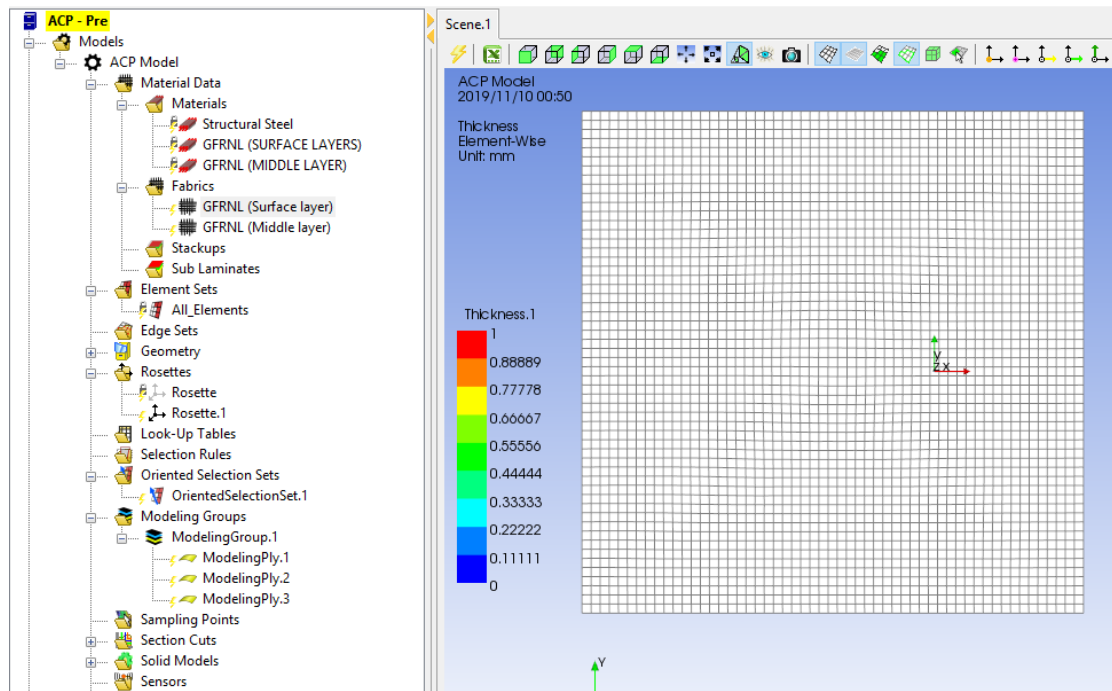 ACP - Pre
Models
ACP Model
Material Data
Materials
Structural Steel
GFRNL (SURFACE LAYERS)
GFRNL (MIDDLE LAYER)
Fabrics
GFRNL (Surface layer)
GFRNL (Middle layer)
Stackups
Sub Laminates
Element Sets
All_Elements
Edge Sets
Geometry
Rosettes
Rosette
Rosette.1
Look-Up Tables
Selection Rules
Oriented Selection Sets
OrientedSelectionSet.1
Modeling Groups
ModelingGroup.1
ModelingPly.1
ModelingPly.2
ModelingPly.3
Sampling Points
Section Cuts
Solid Models
Sensors
Scene.1
ACP Model
2019/11/10 00:50
Thickness
Element-Wise
Unit: mm
Thickness.1
1
0.88889
0.77778
0.66667
0.55556
0.44444
0.33333
0.22222
0.11111
0
y
z x
Y